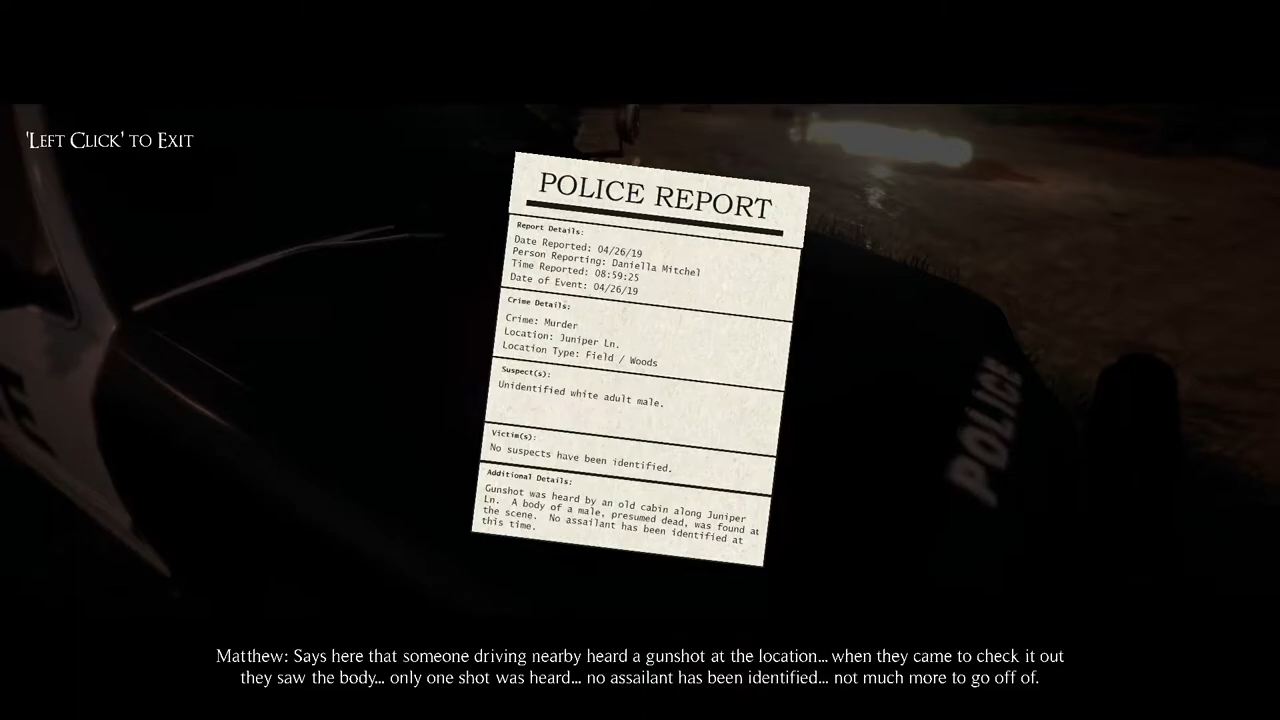 'Left Click' to Exit
POLICE REPORT
Report Details:
Date Reported: 04/26/19
Person Reporting: Daniella Mitchel
Time Reported: 08:59:25
Date of Event: 04/26/19
Crime Details:
Crime: Murder
Location: Juniper Ln.
Location Type: Field / Woods
Suspect(s):
Unidentified white adult male.
Victim(s):
No suspects have been identified.
Additional Details:
Gunshot was heard by an old cabin along Juniper
Ln. A body of a male, presumed dead, was found at
the scene. No assailant has been identified at
this time.
POLICE
Matthew: Says here that someone driving nearby heard a gunshot at the location... when they came to check it out
they saw the body... only one shot was heard... no assailant has been identified... not much more to go off of.